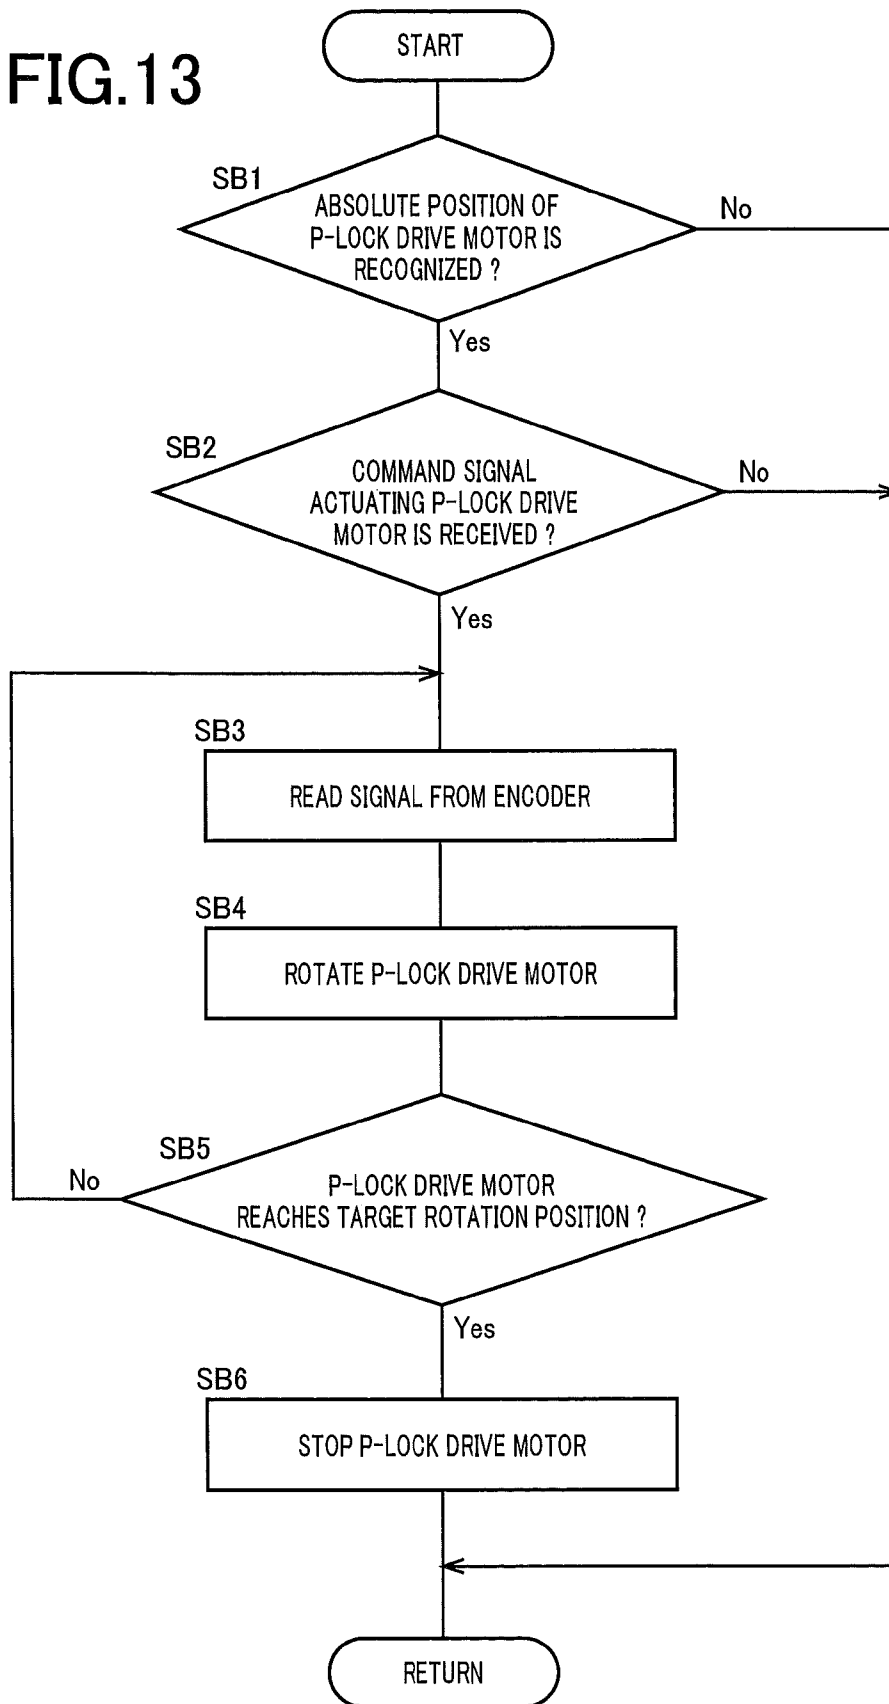 FIG.13
START
SB1
ABSOLUTE POSITION OF
P-LOCK DRIVE MOTOR IS
RECOGNIZED ?
No
Yes
SB2
COMMAND SIGNAL
ACTUATING P-LOCK DRIVE
MOTOR IS RECEIVED ?
No
Yes
SB3
READ SIGNAL FROM ENCODER
SB4
ROTATE P-LOCK DRIVE MOTOR
SB5
No
P-LOCK DRIVE MOTOR
REACHES TARGET ROTATION POSITION ?
Yes
SB6
STOP P-LOCK DRIVE MOTOR
RETURN